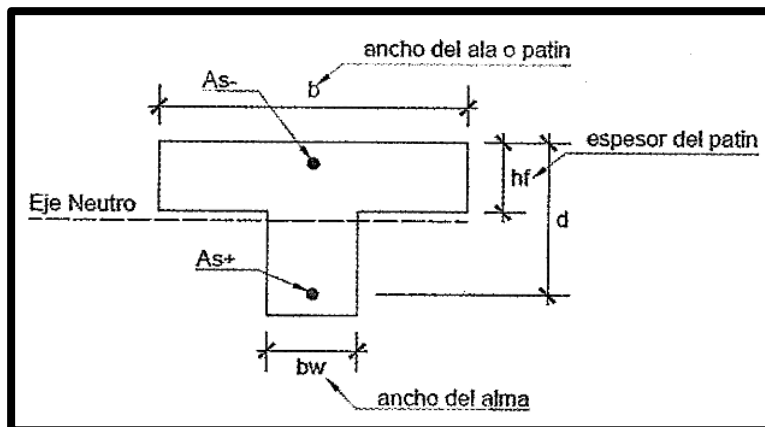 ancho del ala o patin
As-
b
espesor del patin
hf
Eje Neutro
d
As+
bw
ancho del alma